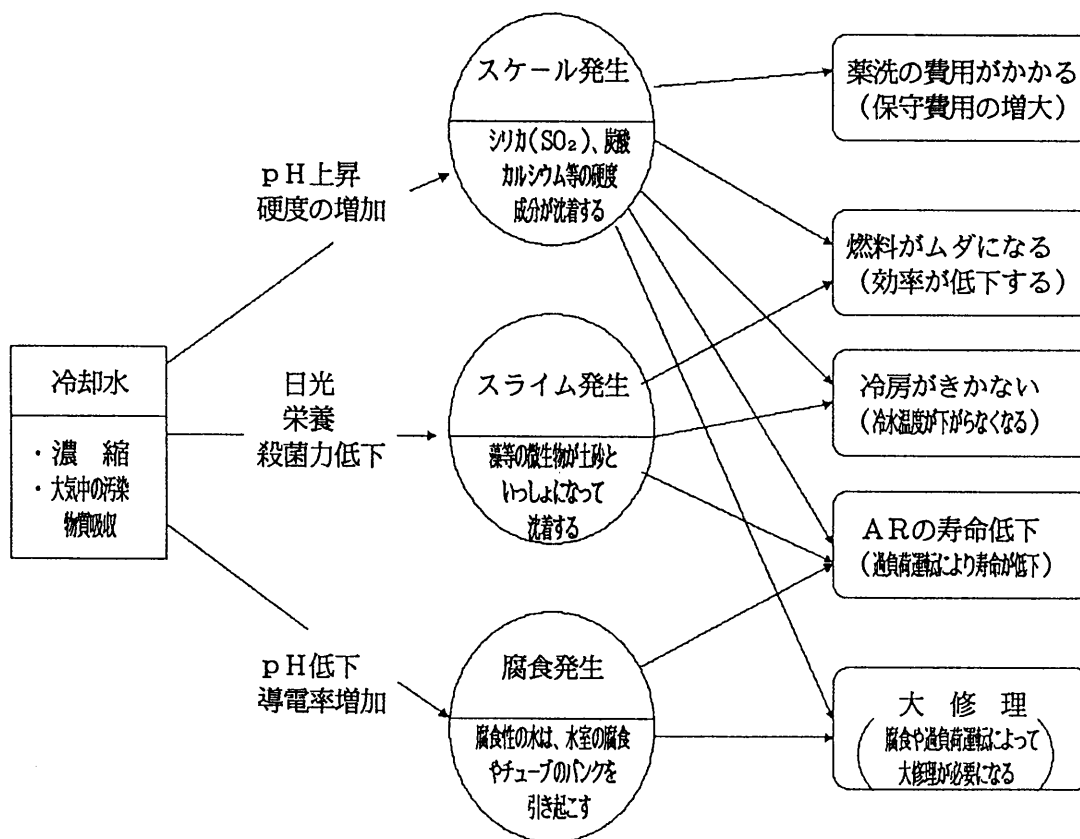 冷却水
・濃　縮
・大気中の汚染
物質吸収
ｐＨ上昇
硬度の増加
日光
栄養
殺菌力低下
ｐＨ低下
導電率増加
スケール発生
シリカ(SO₂)、炭酸
カルシウム等の硬度
成分が沈着する
スライム発生
藻等の微生物が土砂と
いっしょになって
沈着する
腐食発生
腐食性の水は、水室の腐食
やチューブのパンクを
引き起こす
薬洗の費用がかかる
（保守費用の増大）
燃料がムダになる
（効率が低下する）
冷房がきかない
（冷水温度が下がらなくなる）
ＡＲの寿命低下
（過負荷運転により寿命が低下）
大　修　理
（腐食や過負荷運転によって
大修理が必要になる）